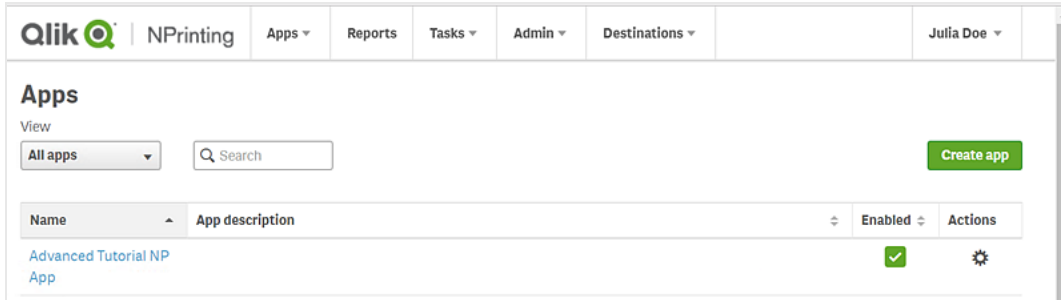 Qlik NPrinting Apps Reports Tasks Admin Destinations Julia Doe
Apps
View
All apps Search Create app
Name App description Enabled Actions
Advanced Tutorial NP
App